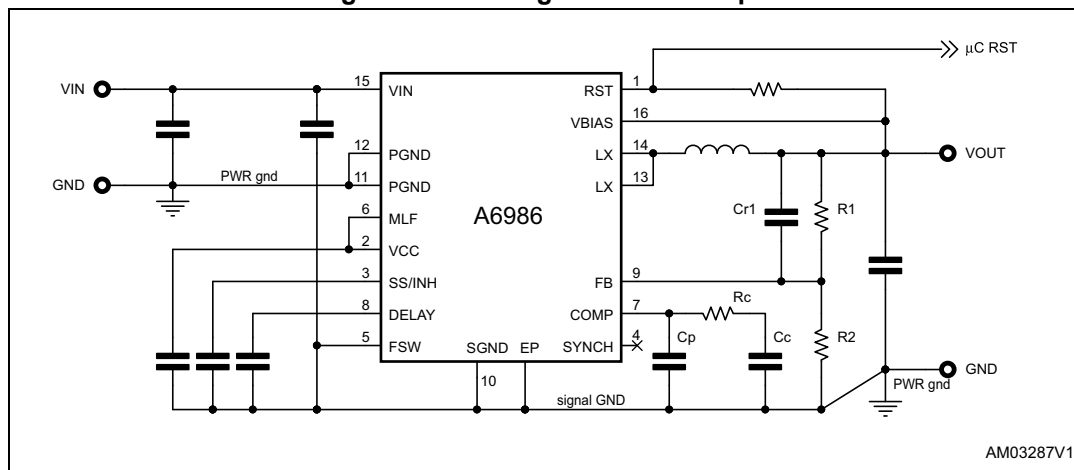 μC RST
VIN
15
VIN
RST
1
VBIAS
16
12
PGND
LX
14
VOUT
GND
PWR gnd
11
PGND
LX
13
6
MLF
A6986
Cr1
R1
2
VCC
3
SS/INH
FB
9
8
DELAY
COMP
7
Rc
5
FSW
SGND
EP
SYNCH
4
Cp
Cc
R2
10
GND
PWR gnd
signal GND
AM03287V1